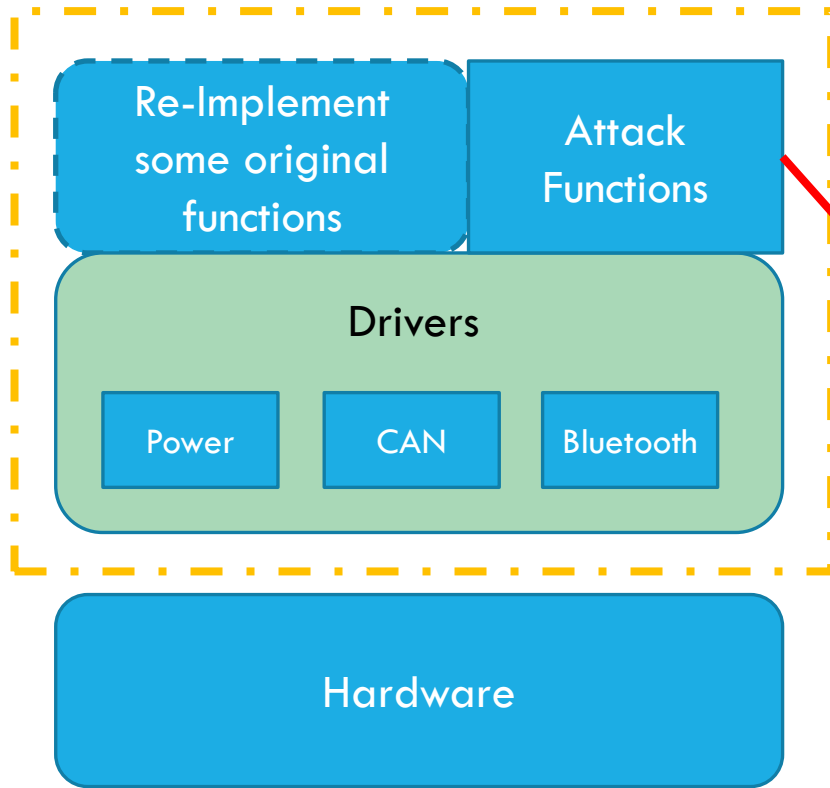 Re-Implement
some original
functions
Attack
Functions
Drivers
Power
CAN
Bluetooth
Hardware